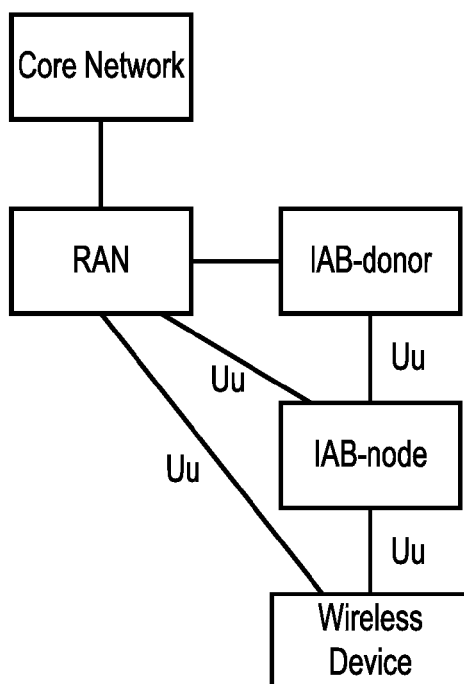 Core Network
RAN
IAB-donor
Uu
Uu
IAB-node
Uu
Uu
Wireless
Device